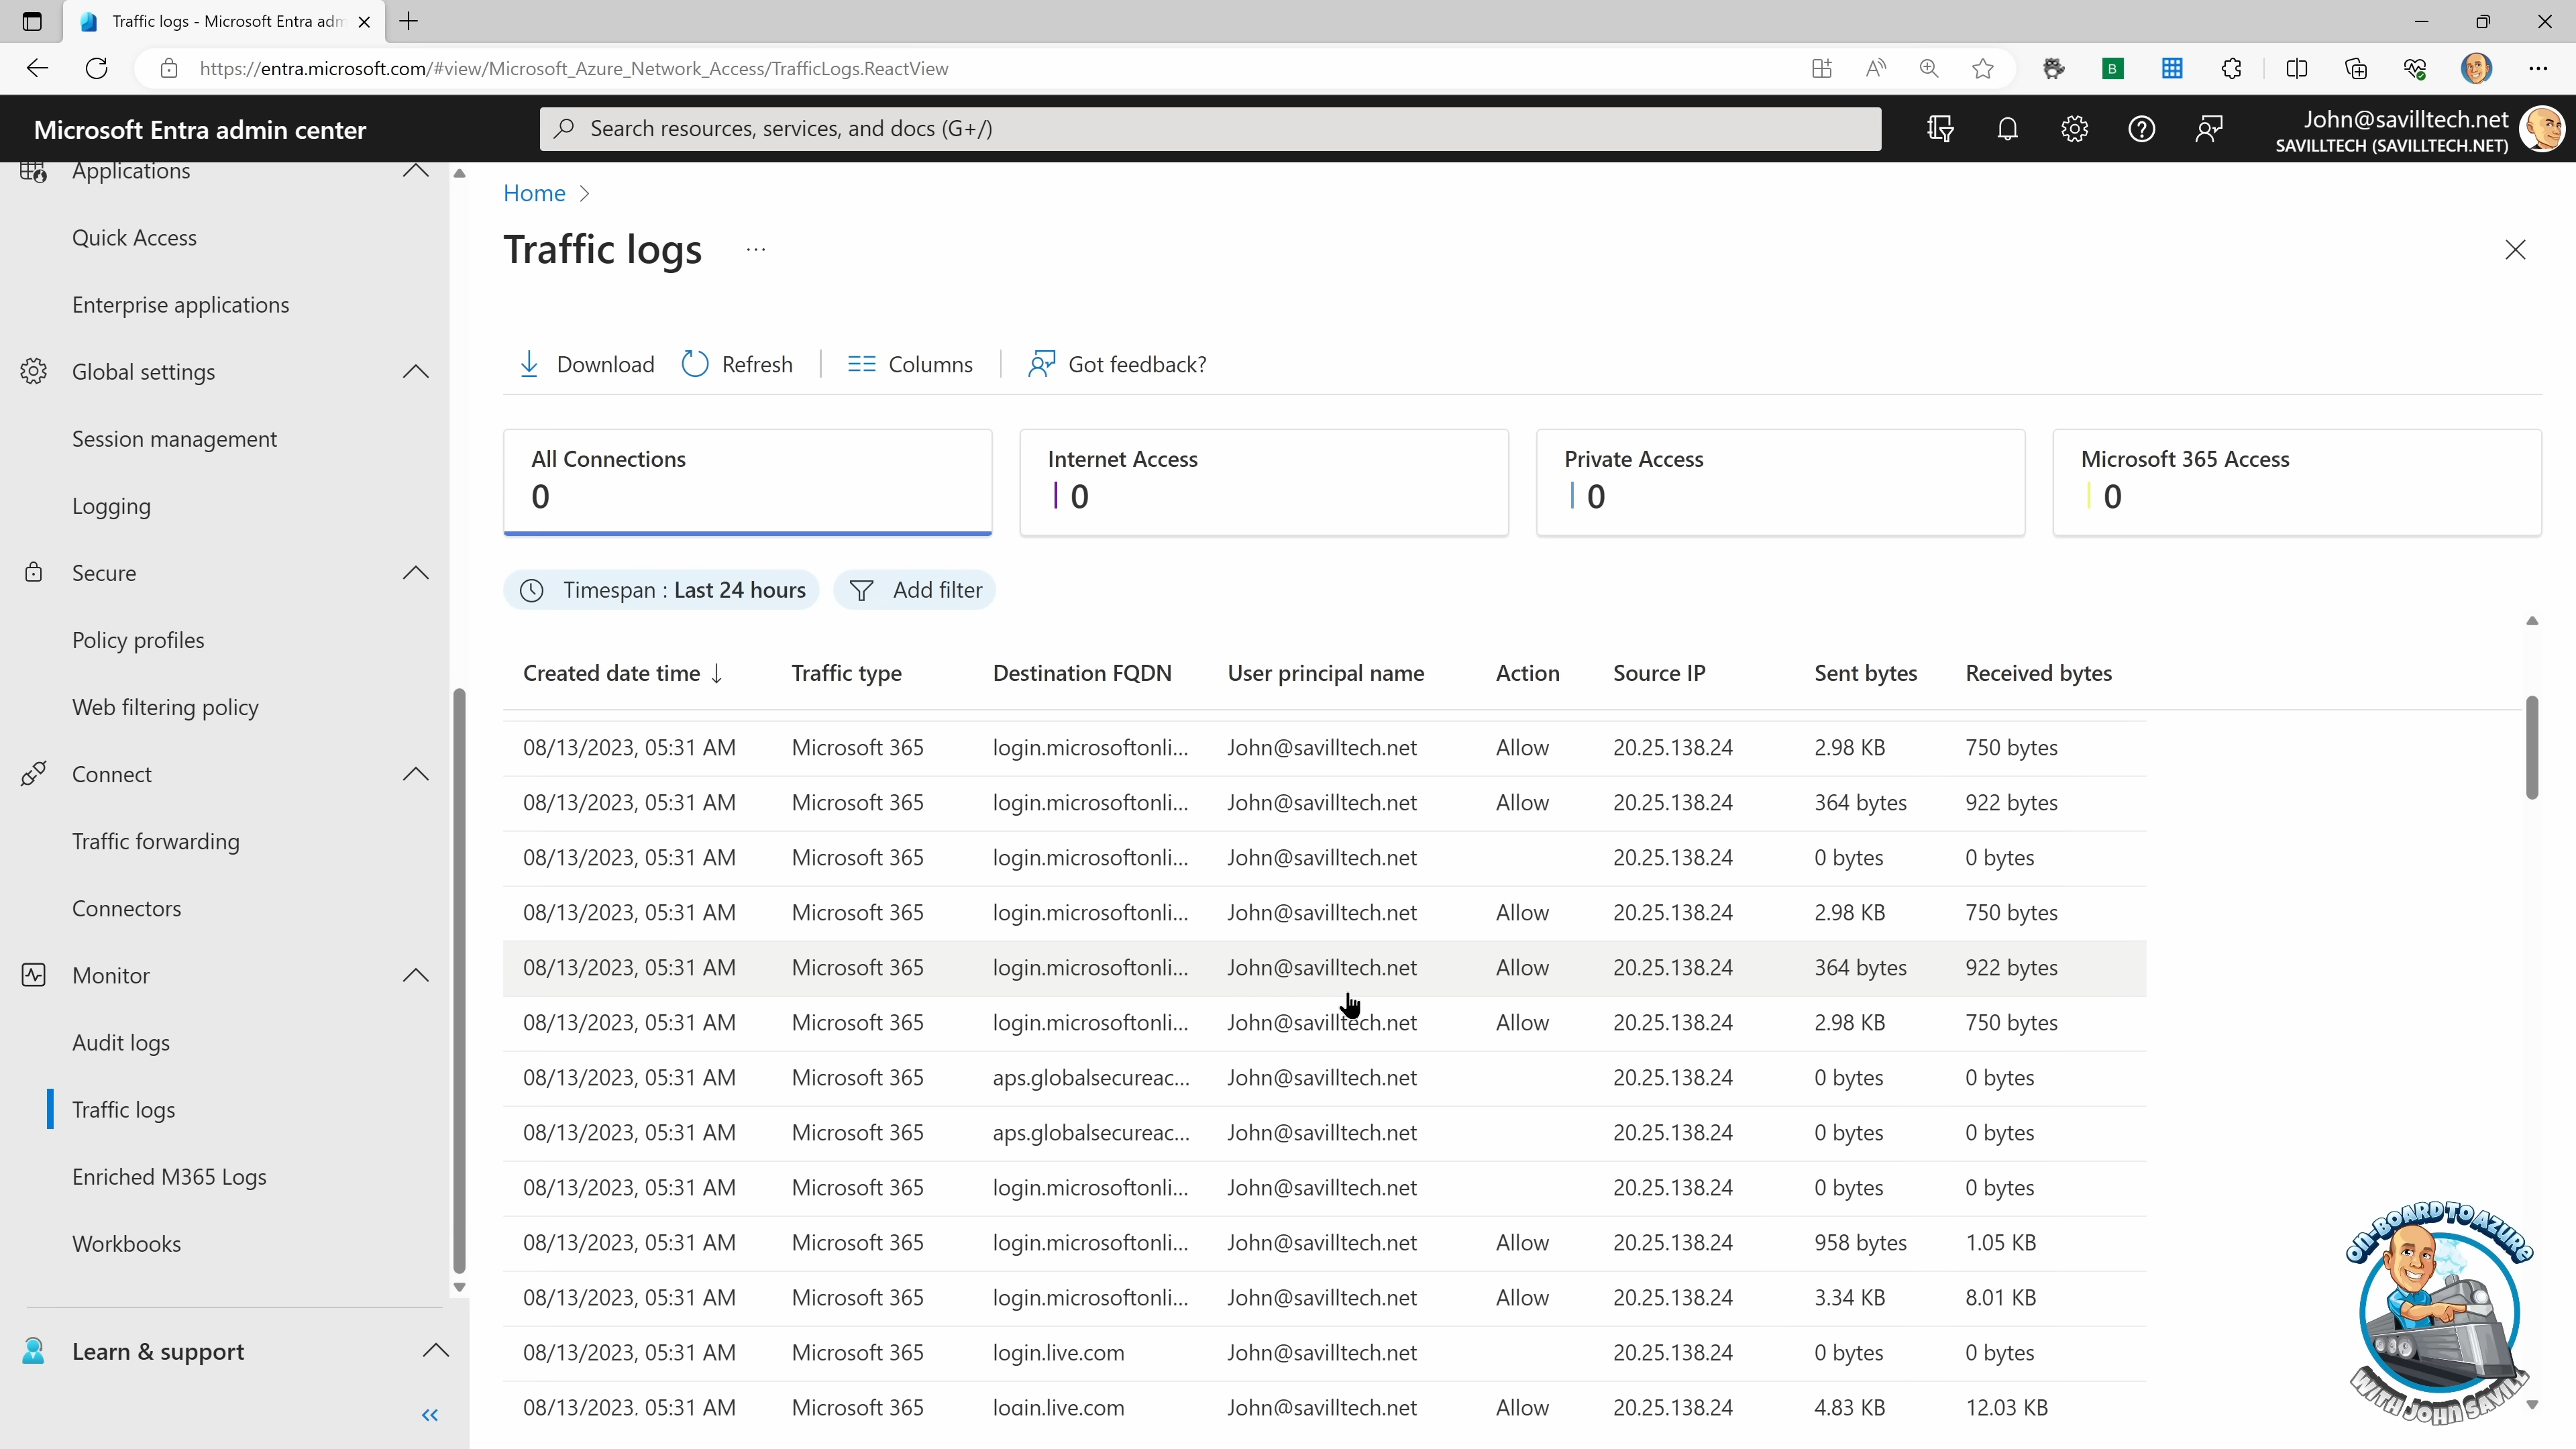 Traffic logs - Microsoft Entra adm
https://entra.microsoft.com/#view/Microsoft_Azure_Network_Access/TrafficLogs.ReactView
B
Microsoft Entra admin center
Search resources, services, and docs (G+/)
John@savilltech.net
SAVILLTECH (SAVILLTECH.NET)
Applications
Quick Access
Enterprise applications
Global settings
Session management
Logging
Secure
Policy profiles
Web filtering policy
Connect
Traffic forwarding
Connectors
Monitor
Audit logs
Traffic logs
Enriched M365 Logs
Workbooks
Learn & support
Home
Traffic logs
Download Refresh Columns Got feedback?
All Connections
0
Internet Access
0
Private Access
0
Microsoft 365 Access
0
Timespan : Last 24 hours Add filter
Created date time Traffic type Destination FQDN User principal name Action Source IP Sent bytes Received bytes
08/13/2023, 05:31 AM Microsoft 365 login.microsoftonli... John@savilltech.net Allow 20.25.138.24 2.98 KB 750 bytes
08/13/2023, 05:31 AM Microsoft 365 login.microsoftonli... John@savilltech.net Allow 20.25.138.24 364 bytes 922 bytes
08/13/2023, 05:31 AM Microsoft 365 login.microsoftonli... John@savilltech.net 20.25.138.24 0 bytes 0 bytes
08/13/2023, 05:31 AM Microsoft 365 login.microsoftonli... John@savilltech.net Allow 20.25.138.24 2.98 KB 750 bytes
08/13/2023, 05:31 AM Microsoft 365 login.microsoftonli... John@savilltech.net Allow 20.25.138.24 364 bytes 922 bytes
08/13/2023, 05:31 AM Microsoft 365 login.microsoftonli... John@savilltech.net Allow 20.25.138.24 2.98 KB 750 bytes
08/13/2023, 05:31 AM Microsoft 365 aps.globalsecureac... John@savilltech.net 20.25.138.24 0 bytes 0 bytes
08/13/2023, 05:31 AM Microsoft 365 aps.globalsecureac... John@savilltech.net 20.25.138.24 0 bytes 0 bytes
08/13/2023, 05:31 AM Microsoft 365 login.microsoftonli... John@savilltech.net 20.25.138.24 0 bytes 0 bytes
08/13/2023, 05:31 AM Microsoft 365 login.microsoftonli... John@savilltech.net Allow 20.25.138.24 958 bytes 1.05 KB
08/13/2023, 05:31 AM Microsoft 365 login.microsoftonli... John@savilltech.net Allow 20.25.138.24 3.34 KB 8.01 KB
08/13/2023, 05:31 AM Microsoft 365 login.live.com John@savilltech.net 20.25.138.24 0 bytes 0 bytes
08/13/2023, 05:31 AM Microsoft 365 login.live.com John@savilltech.net Allow 20.25.138.24 4.83 KB 12.03 KB
ON-BOARD TO AZURE
WITH JOHN SAVILL